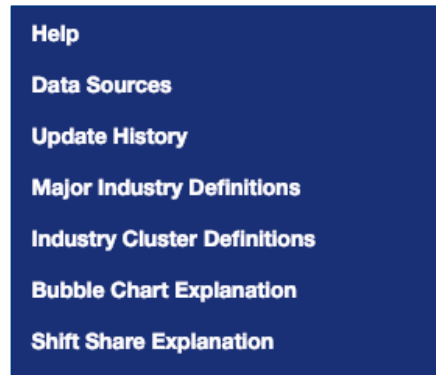 Help
Data Sources
Update History
Major Industry Definitions
Industry Cluster Definitions
Bubble Chart Explanation
Shift Share Explanation